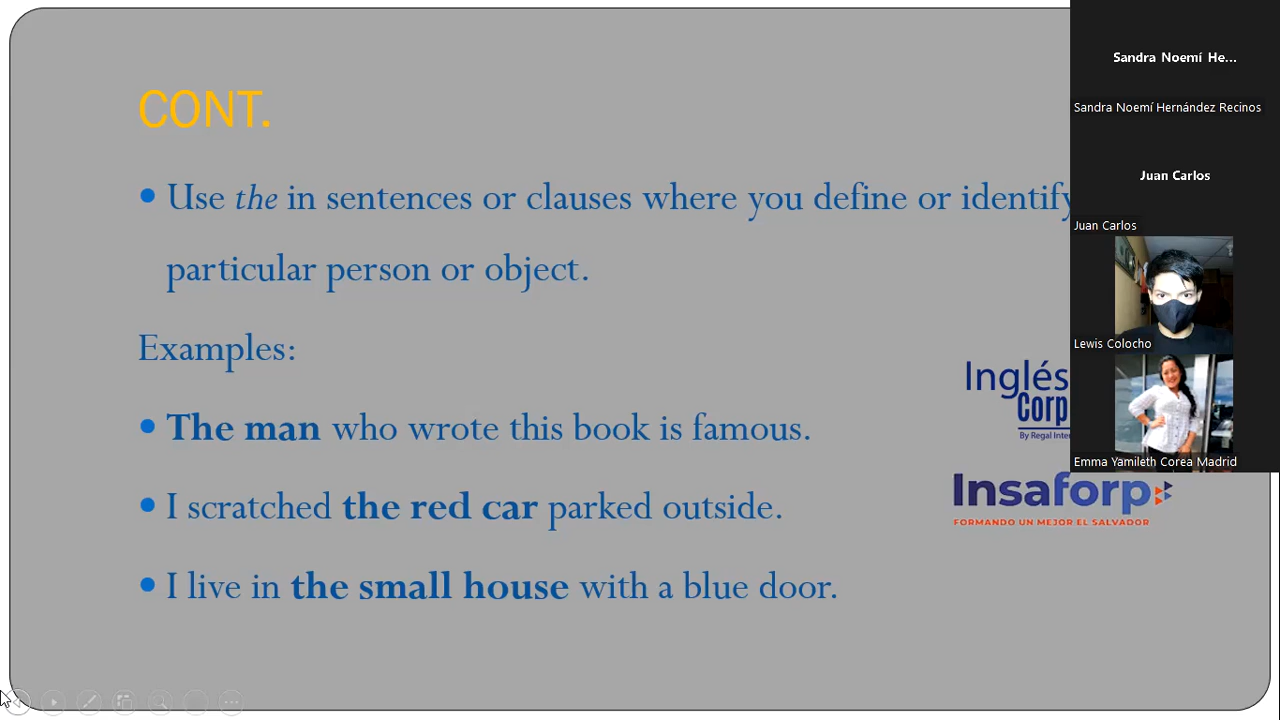 CONT.
• Use the in sentences or clauses where you define or identify
particular person or object.
Examples:
• The man who wrote this book is famous.
• I scratched the red car parked outside.
• I live in the small house with a blue door.
Inglés
Corp
By Regal Inter
Insaforp
FORMANDO UN MEJOR EL SALVADOR
Sandra Noemí He...
Sandra Noemí Hernández Recinos
Juan Carlos
Juan Carlos
Lewis Colocho
Emma Yamileth Corea Madrid